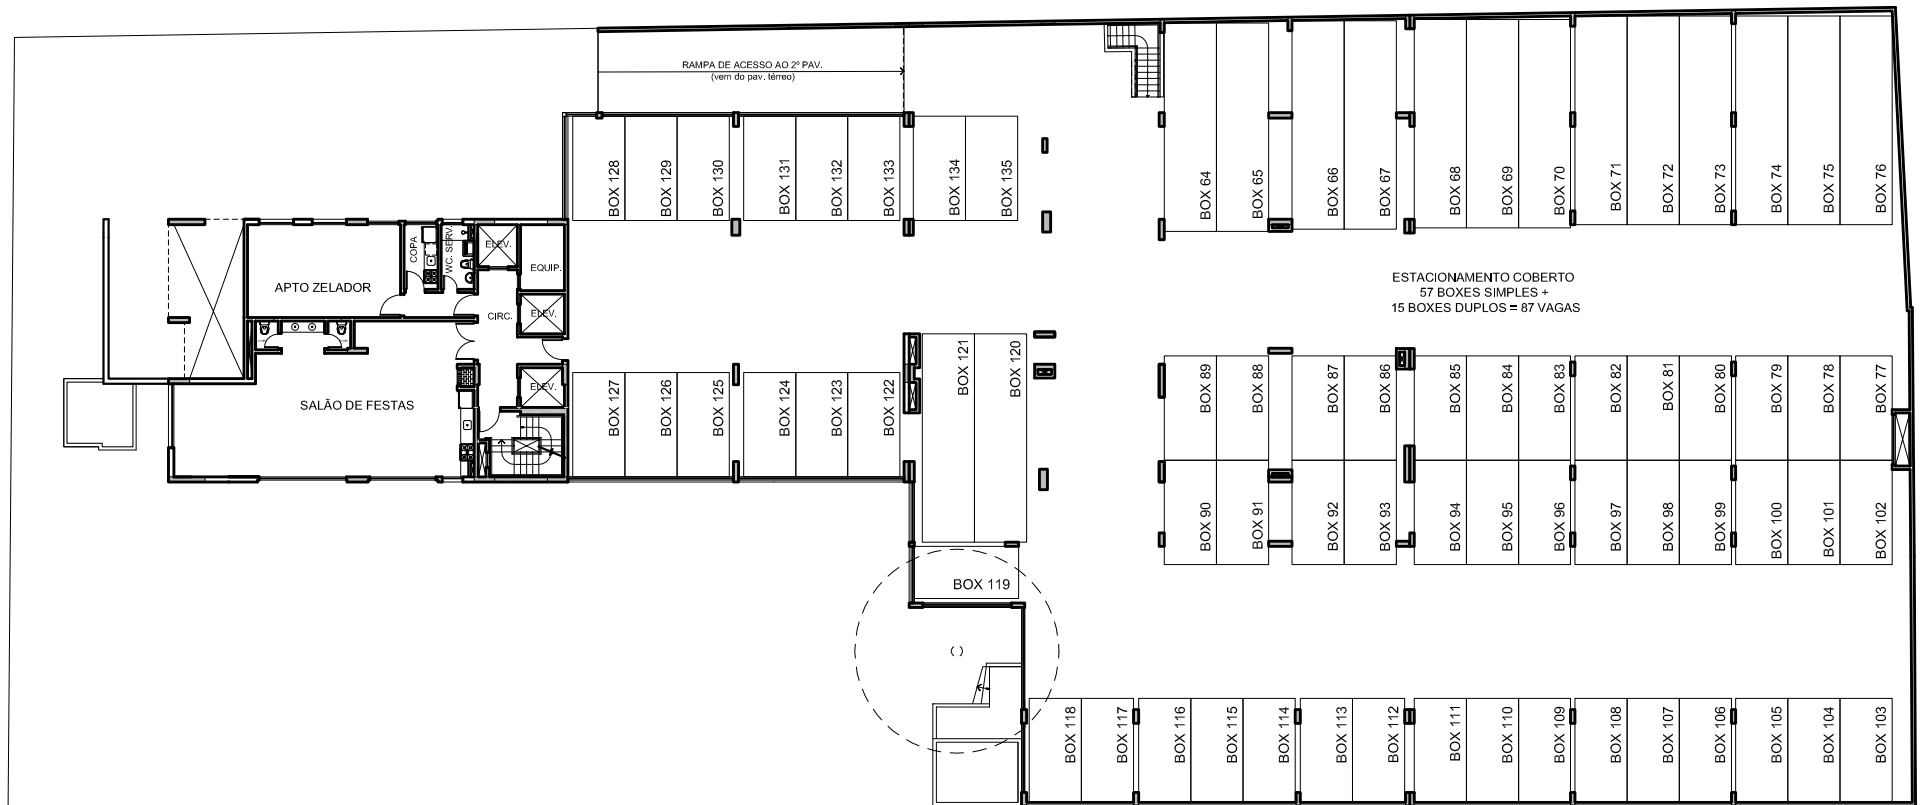 RAMPA DE ACESSO AO 2º PAV.
(vem do pav. térreo)
BOX 128
BOX 129
BOX 130
BOX 131
BOX 132
BOX 133
BOX 134
BOX 135
BOX 64
BOX 65
BOX 66
BOX 67
BOX 68
BOX 69
BOX 70
BOX 71
BOX 72
BOX 73
BOX 74
BOX 75
BOX 76
COPA
WC. SERV.
ELEV.
EQUIP.
APTO ZELADOR
CIRC.
ELEV.
ESTACIONAMENTO COBERTO
57 BOXES SIMPLES +
15 BOXES DUPLOS = 87 VAGAS
SALÃO DE FESTAS
ELEV.
BOX 127
BOX 126
BOX 125
BOX 124
BOX 123
BOX 122
BOX 121
BOX 120
BOX 89
BOX 88
BOX 87
BOX 86
BOX 85
BOX 84
BOX 83
BOX 82
BOX 81
BOX 80
BOX 79
BOX 78
BOX 77
BOX 90
BOX 91
BOX 92
BOX 93
BOX 94
BOX 95
BOX 96
BOX 97
BOX 98
BOX 99
BOX 100
BOX 101
BOX 102
BOX 119
BOX 118
BOX 117
BOX 116
BOX 115
BOX 114
BOX 113
BOX 112
BOX 111
BOX 110
BOX 109
BOX 108
BOX 107
BOX 106
BOX 105
BOX 104
BOX 103